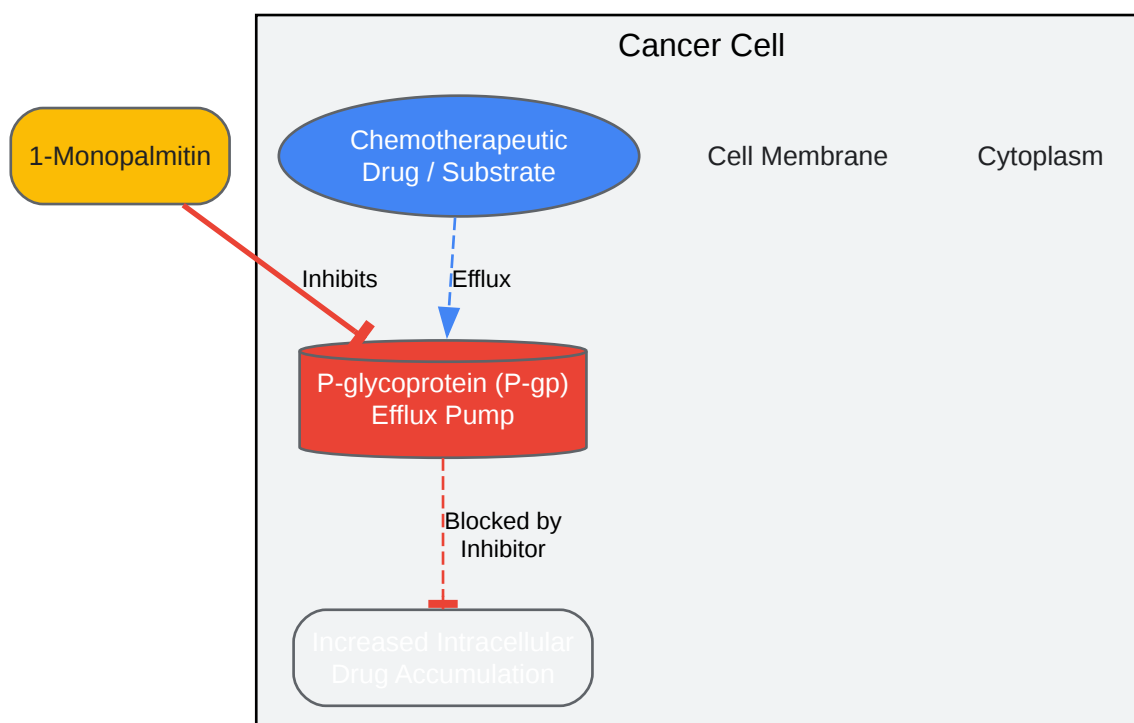 Cancer Cell
1-Monopalmitin
Chemotherapeutic
Drug / Substrate
Cell Membrane
Cytoplasm
Inhibits
Efflux
P-glycoprotein (P-gp)
Efflux Pump
Blocked by
Inhibitor
Increased Intracellular
Drug Accumulation